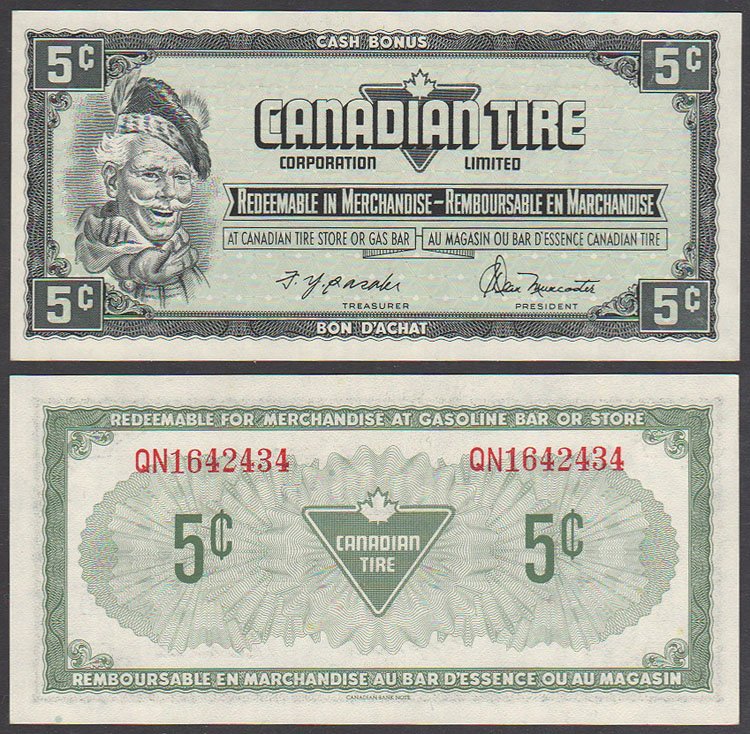 5¢ CASH BONUS 5¢
CANADIAN TIRE
CORPORATION LIMITED
REDEEMABLE IN MERCHANDISE–REMBOURSABLE EN MARCHANDISE
AT CANADIAN TIRE STORE OR GAS BAR – AU MAGASIN OU BAR D'ESSENCE CANADIAN TIRE
TREASURER PRESIDENT
5¢ BON D'ACHAT 5¢
REDEEMABLE FOR MERCHANDISE AT GASOLINE BAR OR STORE
QN1642434 QN1642434
5¢ CANADIAN TIRE 5¢
REMBOURSABLE EN MARCHANDISE AU BAR D'ESSENCE OU AU MAGASIN
CANADIAN BANK NOTE